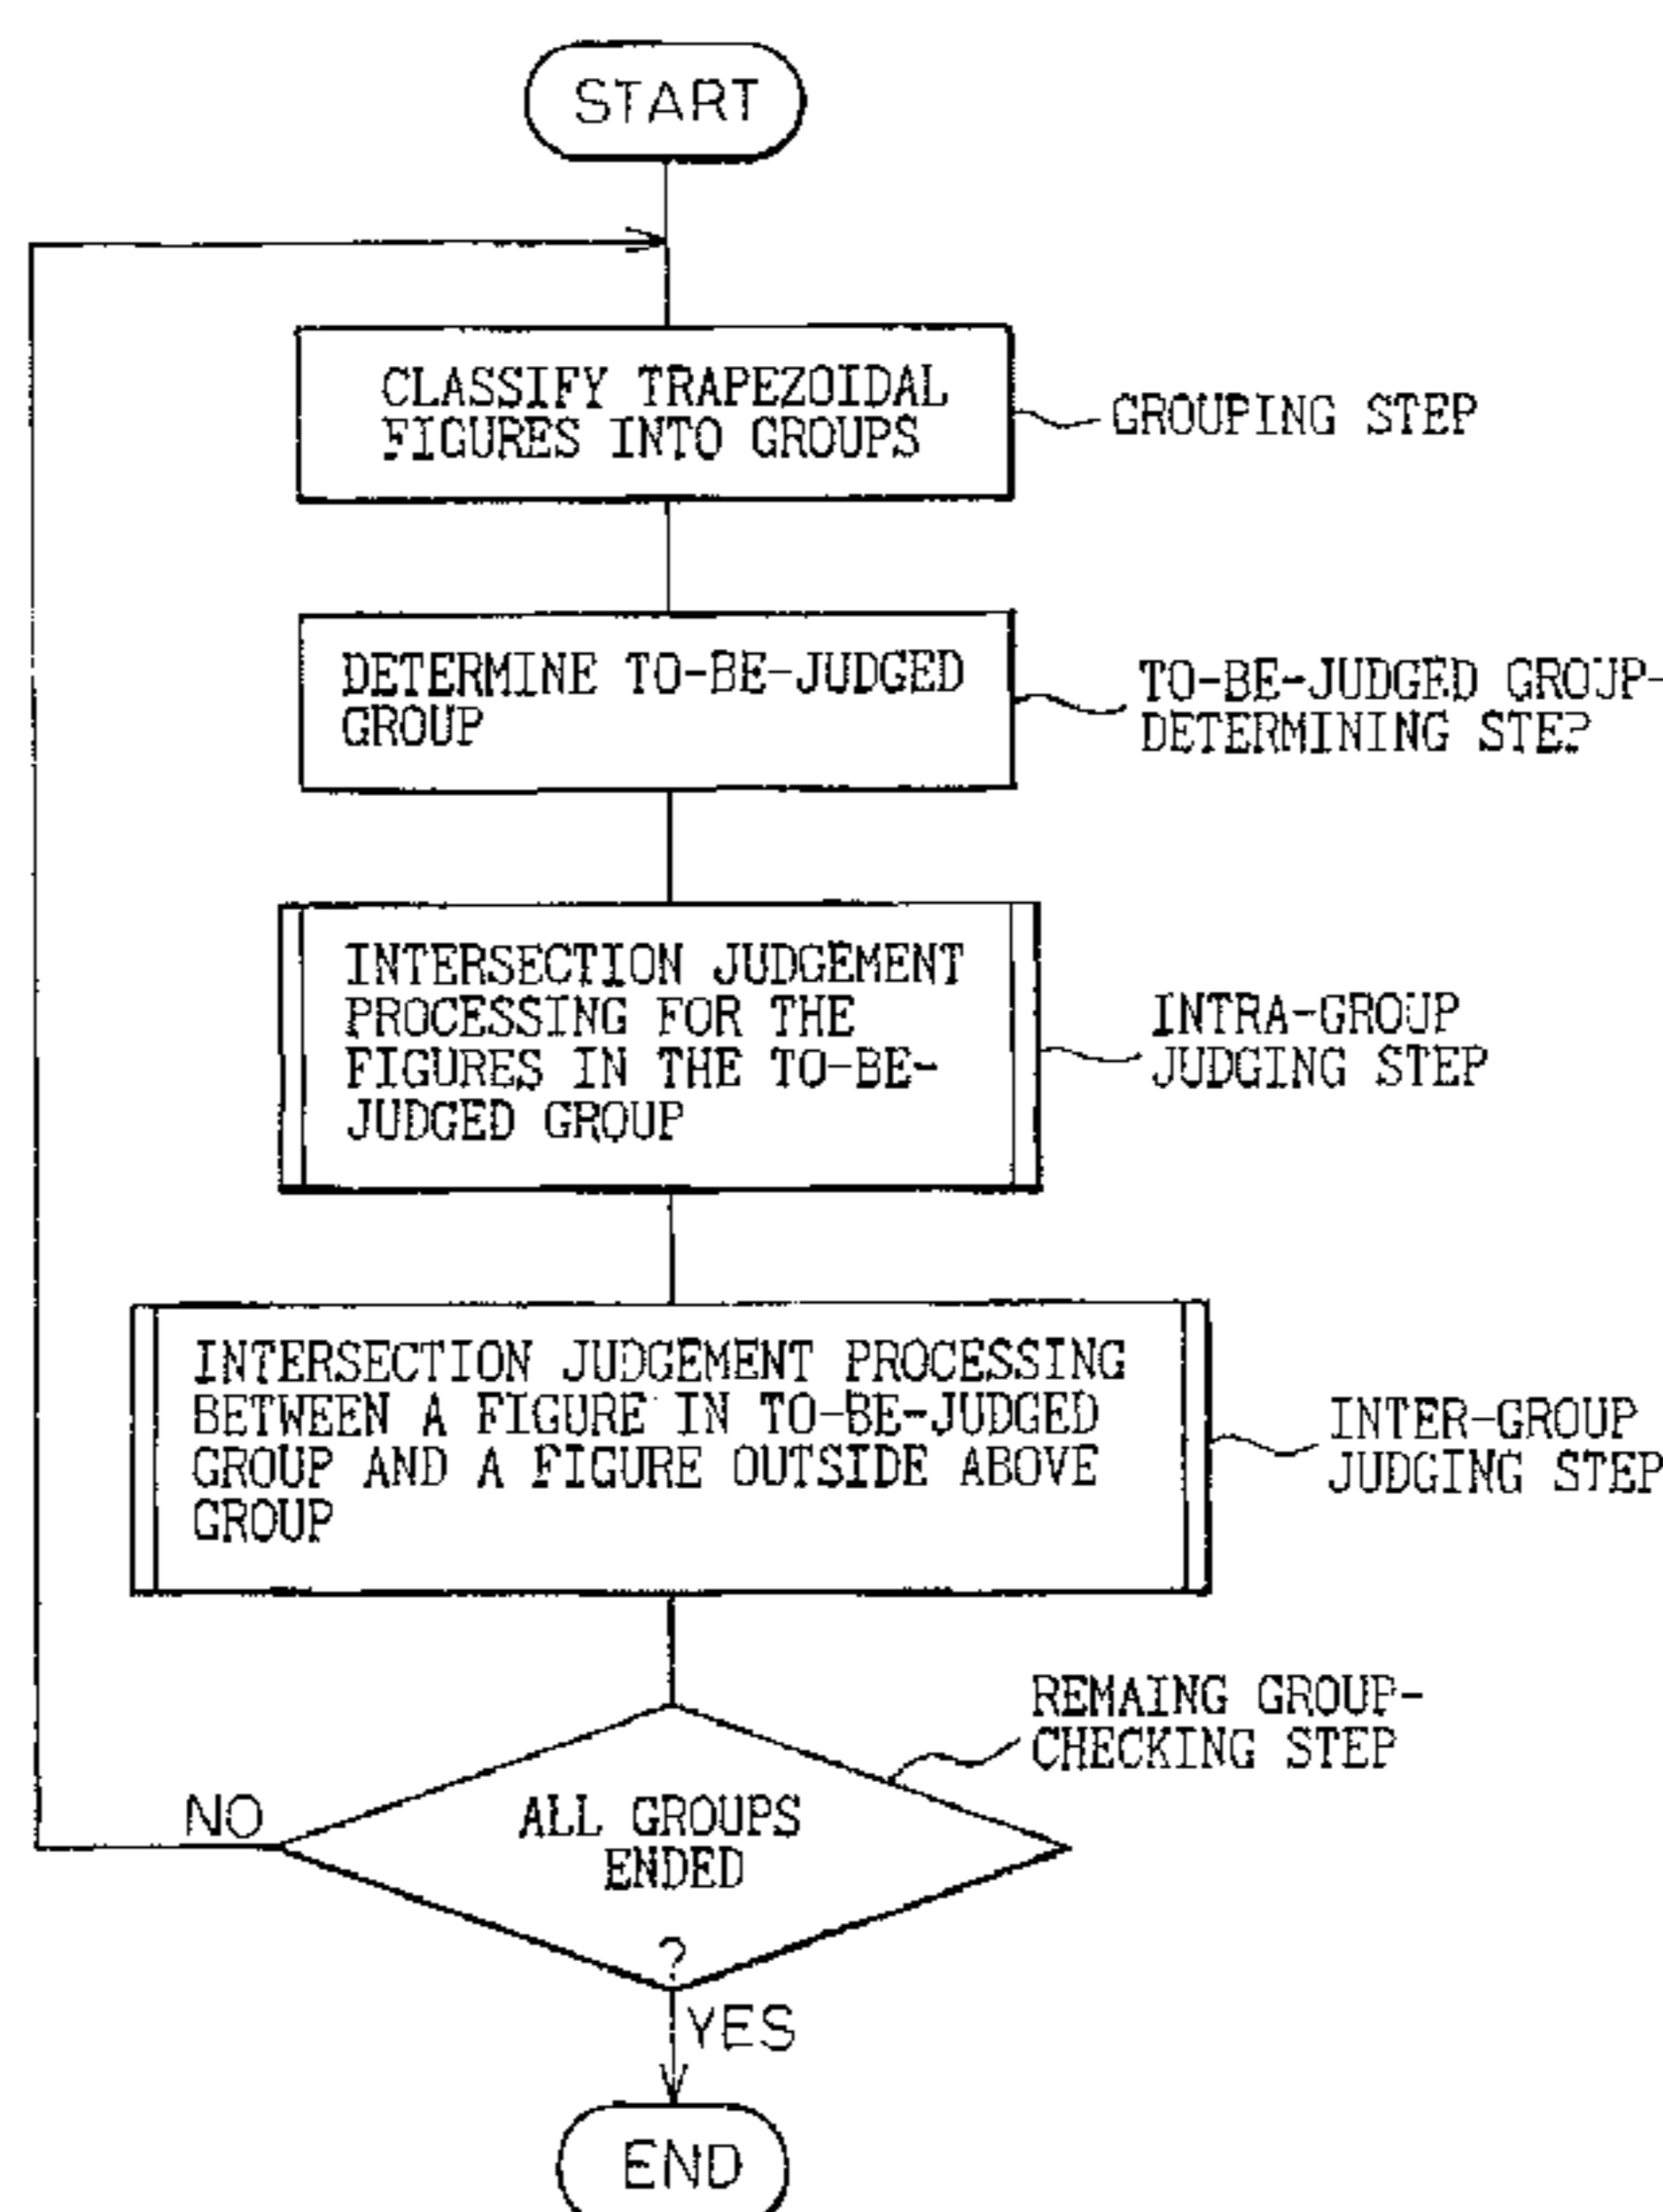 START
CLASSIFY TRAPEZOIDAL
FIGURES INTO GROUPS
GROUPING STEP
DETERMINE TO-BE-JUDGED
GROUP
TO-BE-JUDGED GROUP-
DETERMINING STEP
INTERSECTION JUDGEMENT
PROCESSING FOR THE
FIGURES IN THE TO-BE-
JUDGED GROUP
INTRA-GROUP
JUDGING STEP
INTERSECTION JUDGEMENT PROCESSING
BETWEEN A FIGURE IN TO-BE-JUDGED
GROUP AND A FIGURE OUTSIDE ABOVE
GROUP
INTER-GROUP
JUDGING STEP
REMAING GROUP-
CHECKING STEP
NO
ALL GROUPS
ENDED
?
YES
END